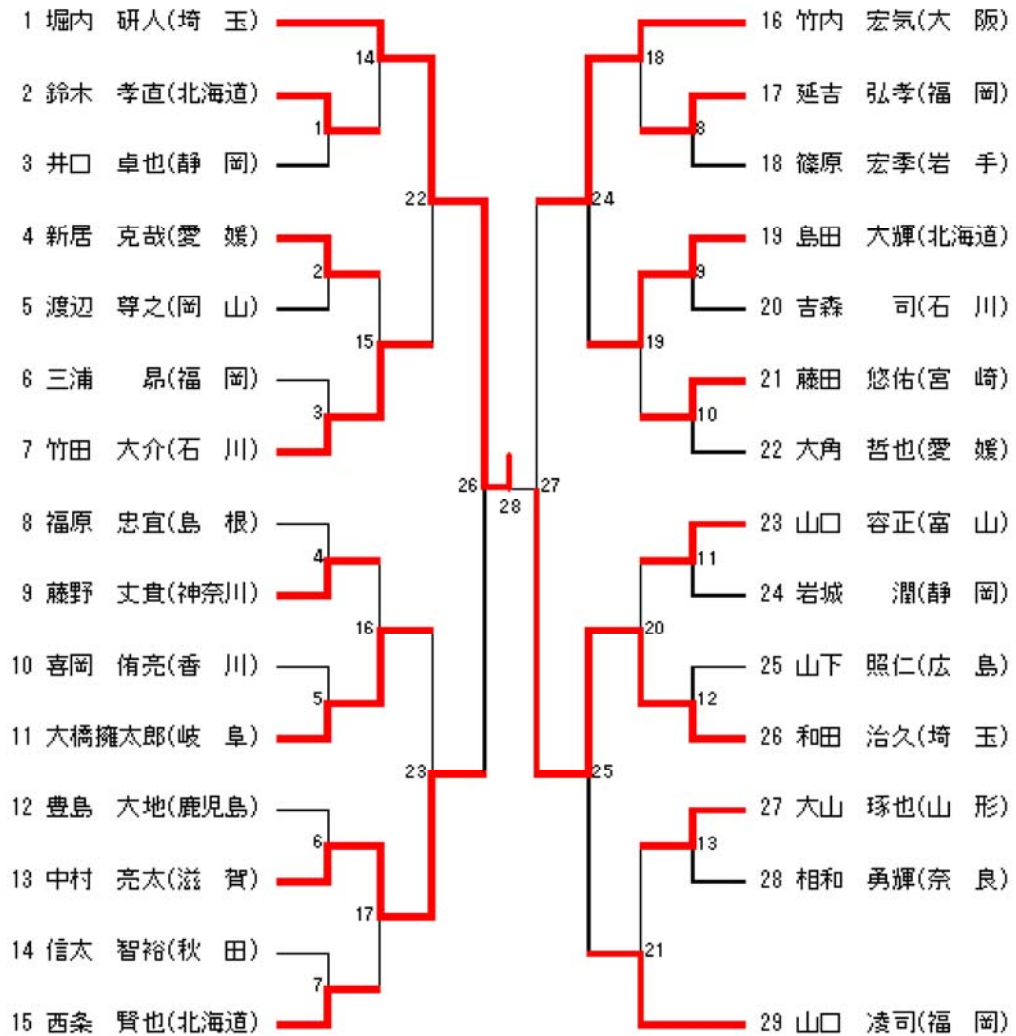 1 堀内 研人(埼 玉)
2 鈴木 孝直(北海道)
3 井口 卓也(静 岡)
4 新居 克哉(愛 媛)
5 渡辺 尊之(岡 山)
6 三浦 昴(福 岡)
7 竹田 大介(石 川)
8 福原 忠宜(島 根)
9 藤野 丈貴(神奈川)
10 喜岡 侑亮(香 川)
11 大橋擁太郎(岐 阜)
12 豊島 大地(鹿児島)
13 中村 亮太(滋 賀)
14 信太 智裕(秋 田)
15 西条 賢也(北海道)
14
1
22
2
15
3
26
28
4
16
5
23
6
17
7
16 竹内 宏気(大 阪)
17 延吉 弘孝(福 岡)
18 篠原 宏季(岩 手)
19 島田 大輝(北海道)
20 吉森 司(石 川)
21 藤田 悠佑(宮 崎)
22 大角 哲也(愛 媛)
23 山口 容正(富 山)
24 岩城 潤(静 岡)
25 山下 照仁(広 島)
26 和田 治久(埼 玉)
27 大山 琢也(山 形)
28 相和 勇輝(奈 良)
29 山口 凌司(福 岡)
18
8
24
9
19
10
27
11
20
12
25
13
21